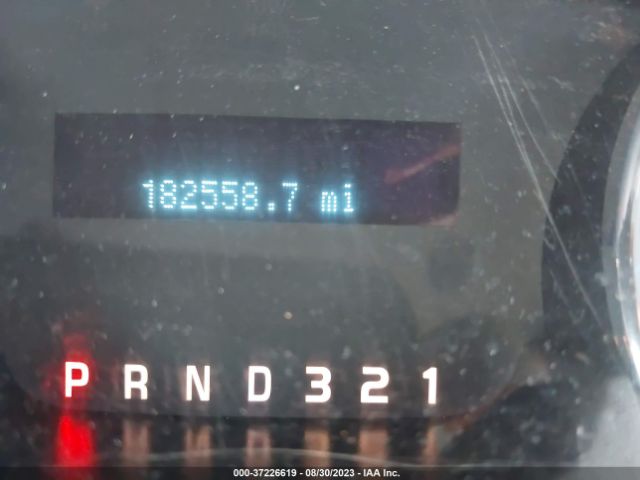 182558.7 mi
P R N D 3 2 1
000-37226619 - 08/30/2023 - IAA Inc.